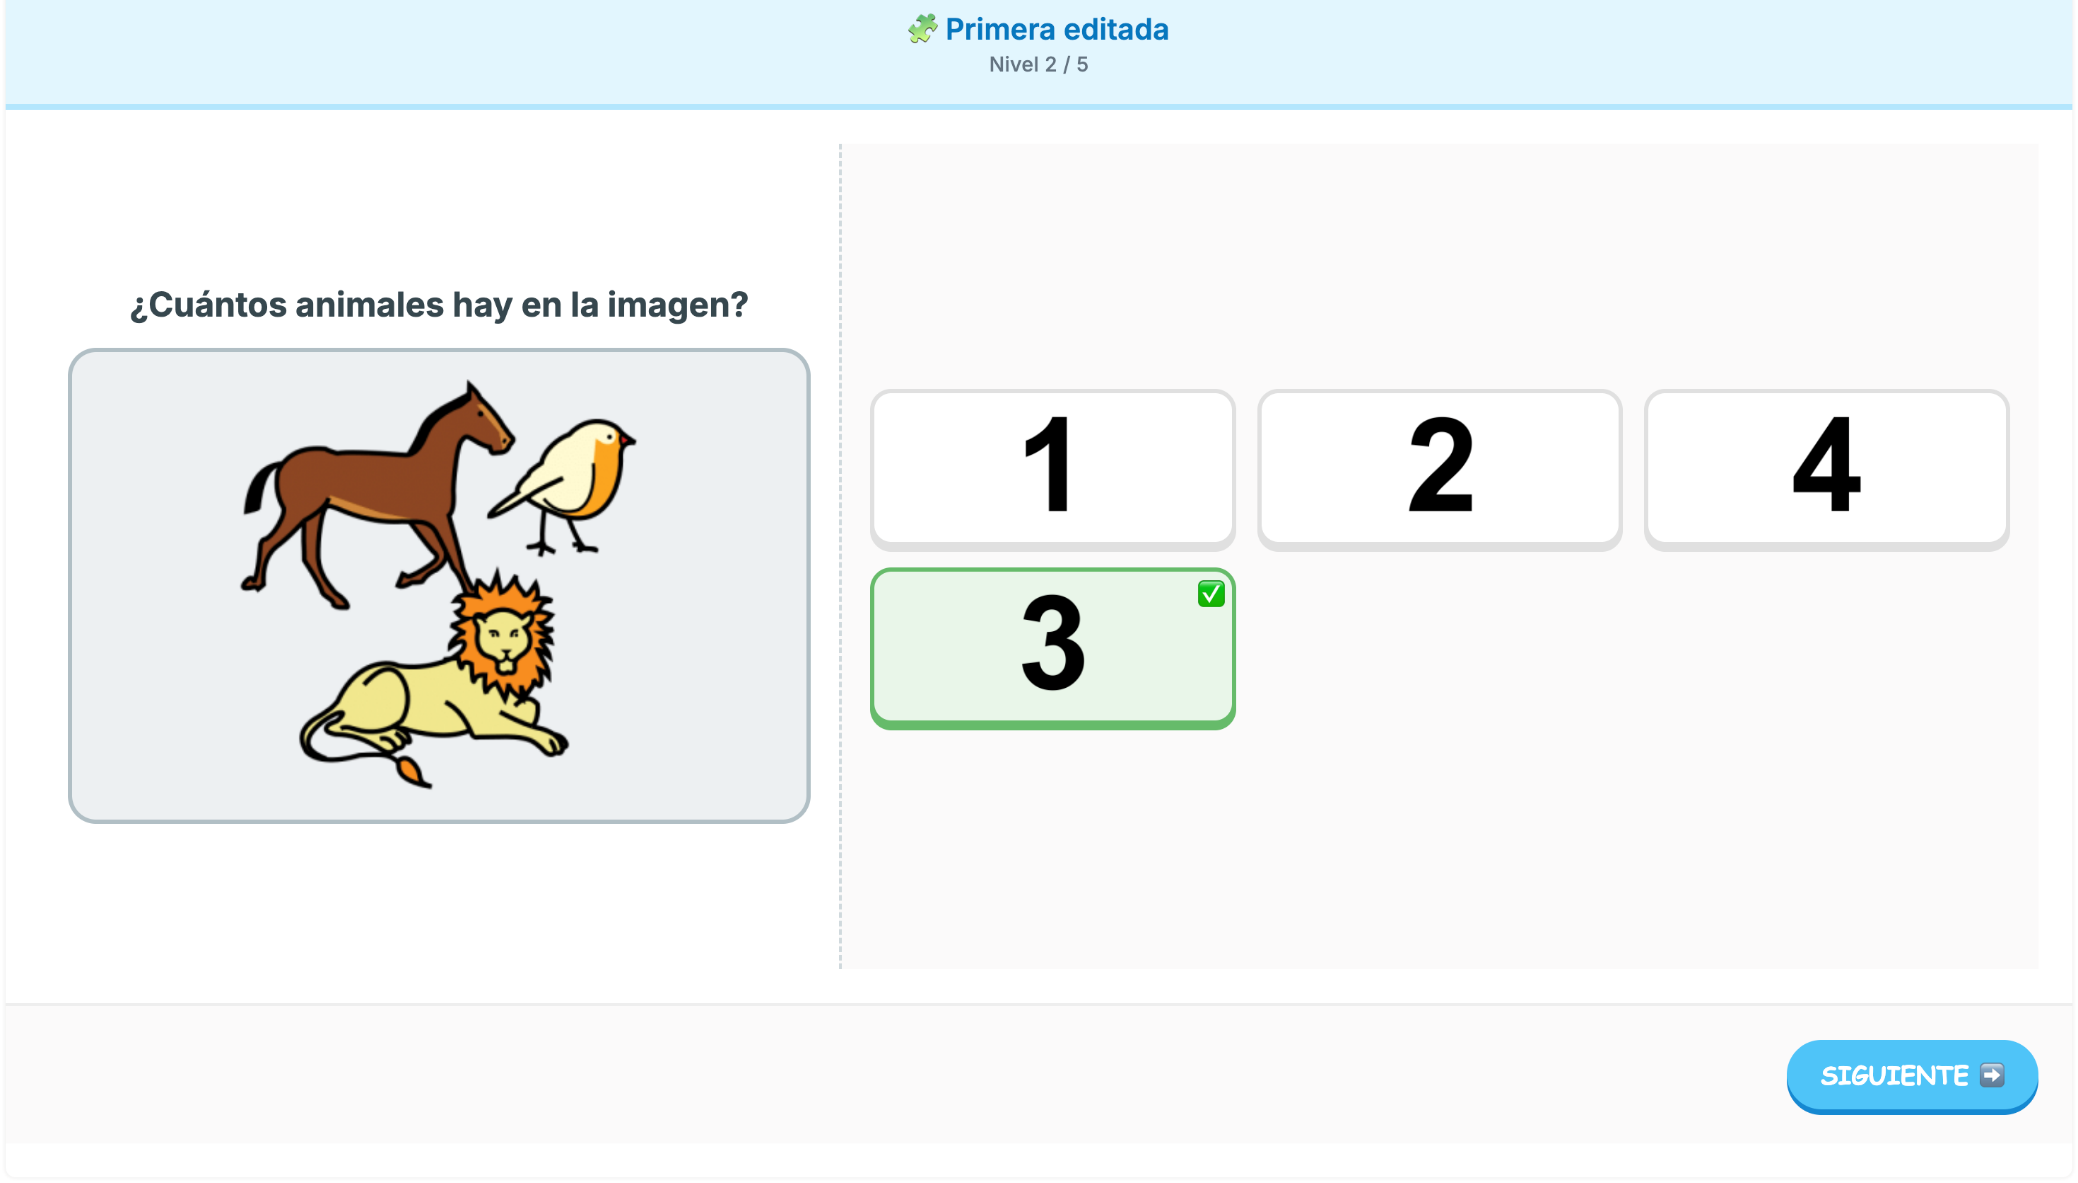 Primera editada
Nivel 2 / 5
¿Cuántos animales hay en la imagen?
1
2
4
3
SIGUIENTE